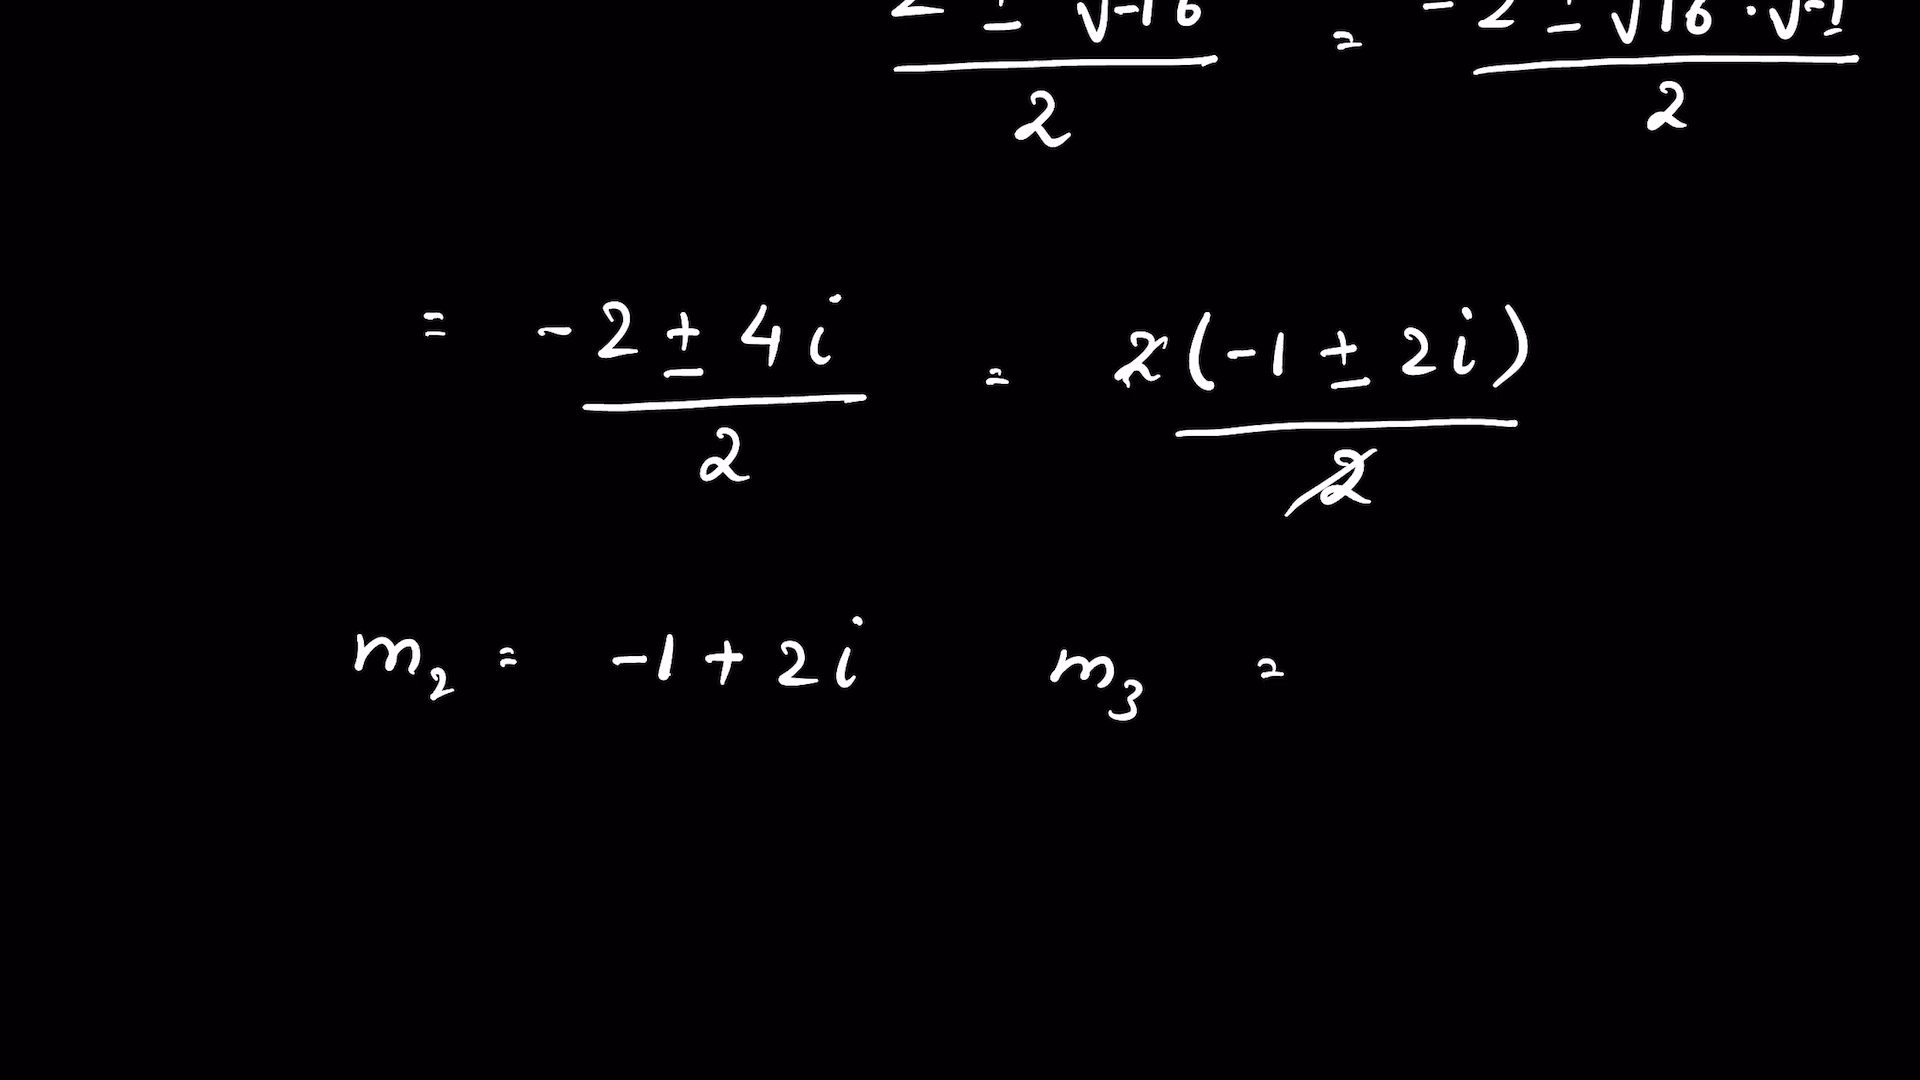 2 ± √-16 / 2 = -2 ± √16 · √-1 / 2
= -2 ± 4i / 2 = 2(-1 ± 2i) / 2
m₂ = -1 + 2i m₃ =